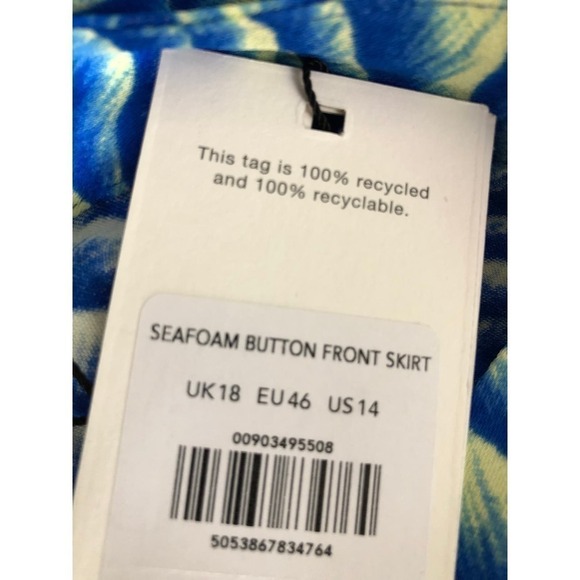 This tag is 100% recycled
and 100% recyclable.
SEAFOAM BUTTON FRONT SKIRT
UK18 EU46 US14
00903495508
5053867834764